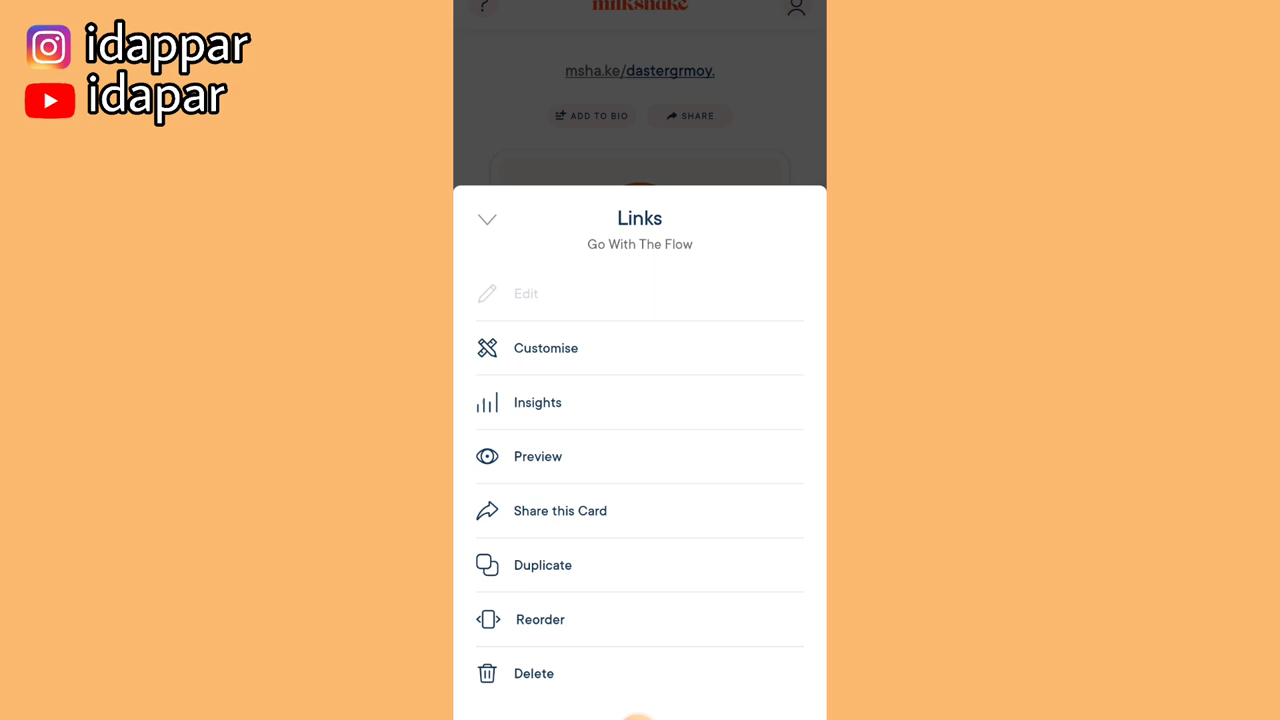 idappar
idapar
?
milkshake
msha.ke/dastergrmoy.
ADD TO BIO
SHARE
Links
Go With The Flow
Edit
Customise
Insights
Preview
Share this Card
Duplicate
Reorder
Delete